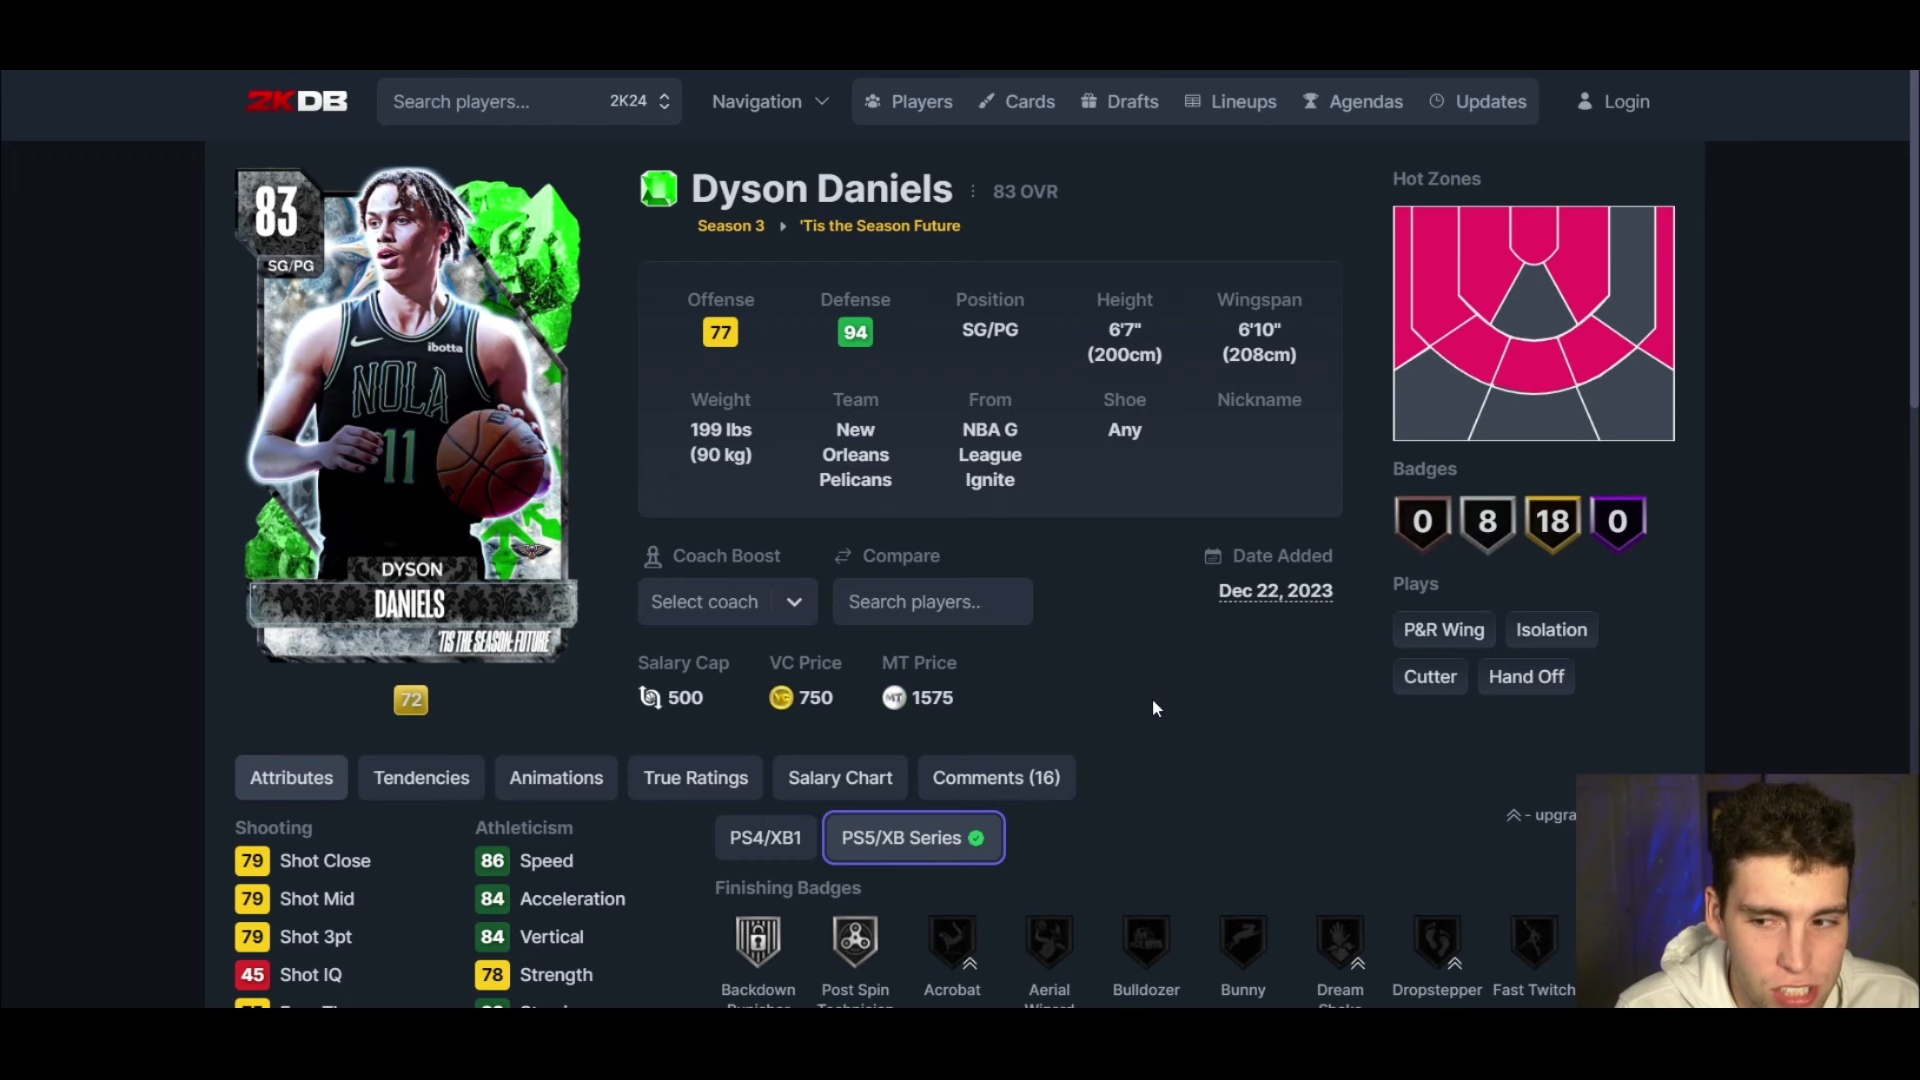 2KDB
Search players...
2K24
Navigation
Players
Cards
Drafts
Lineups
Agendas
Updates
Login
83
SG/PG
ibotta
NOLA
11
DYSON
DANIELS
'TIS THE SEASON: FUTURE
72
Dyson Daniels
83 OVR
Season 3
'Tis the Season Future
Offense
77
Defense
94
Position
SG/PG
Height
6'7"
(200cm)
Wingspan
6'10"
(208cm)
Weight
199 lbs
(90 kg)
Team
New
Orleans
Pelicans
From
NBA G
League
Ignite
Shoe
Any
Nickname
Coach Boost
Select coach
Compare
Search players..
Date Added
Dec 22, 2023
Salary Cap
500
VC Price
VC 750
MT Price
MT 1575
Hot Zones
Badges
0
8
18
0
Plays
P&R Wing
Isolation
Cutter
Hand Off
Attributes
Tendencies
Animations
True Ratings
Salary Chart
Comments (16)
Shooting
79 Shot Close
79 Shot Mid
79 Shot 3pt
45 Shot IQ
Athleticism
86 Speed
84 Acceleration
84 Vertical
78 Strength
PS4/XB1
PS5/XB Series
- upgra
Finishing Badges
Backdown
Post Spin
Acrobat
Aerial
Bulldozer
Bunny
Dream
Dropstepper
Fast Twitch